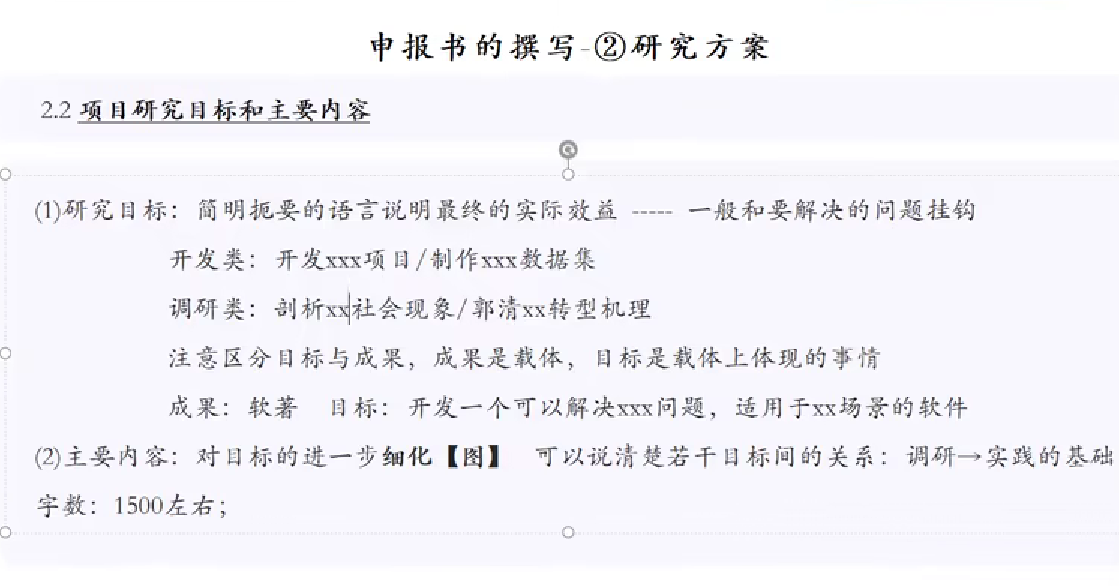 申报书的撰写-②研究方案
2.2 项目研究目标和主要内容
(1)研究目标：简明扼要的语言说明最终的实际效益 ----- 一般和要解决的问题挂钩
开发类：开发xxx项目/制作xxx数据集
调研类：剖析xx社会现象/郭清xx转型机理
注意区分目标与成果，成果是载体，目标是载体上体现的事情
成果：软著 目标：开发一个可以解决xxx问题，适用于xx场景的软件
(2)主要内容：对目标的进一步细化【图】 可以说清楚若干目标间的关系：调研→实践的基础
字数：1500左右；